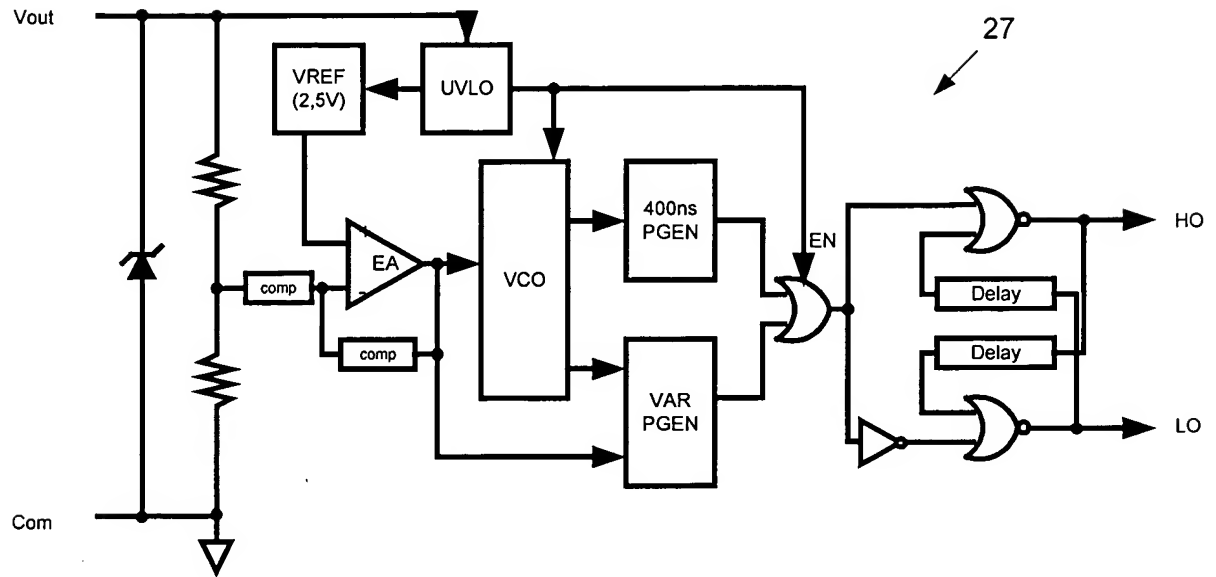 Vout
27
VREF
(2,5V)
UVLO
400ns
PGEN
HO
+
EA
-
EN
comp
VCO
Delay
comp
Delay
VAR
PGEN
LO
Com